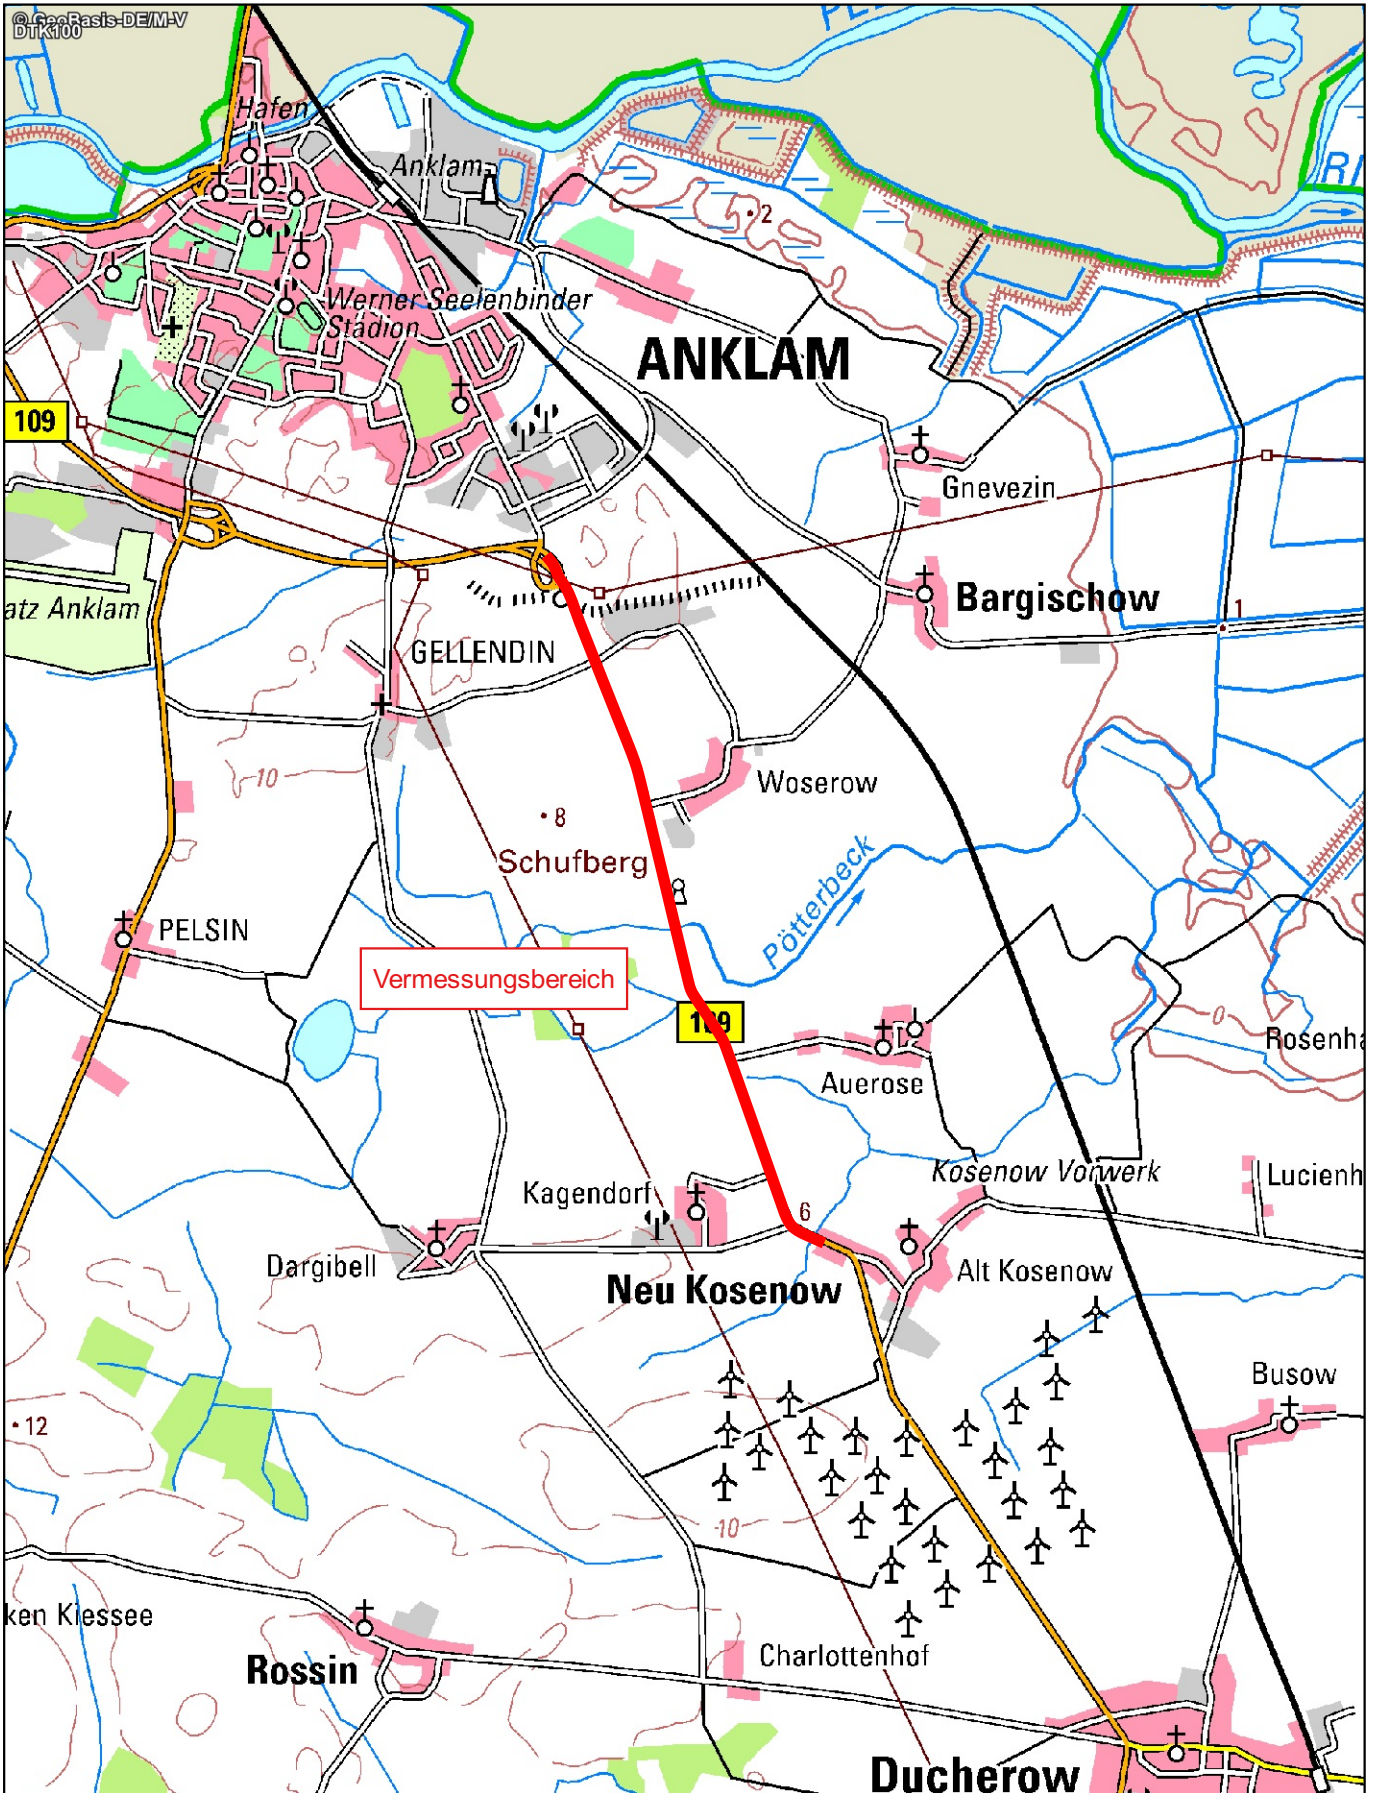 © GeoBasis-DE/M-V
DTK100
Hafen
Anklam
Werner Seelenbinder
Stadion
ANKLAM
2
109
Gnevezin
atz Anklam
Bargischow
1
GELLENDIN
10
Woserow
8
Schufberg
Pötterbeck
PELSIN
Vermessungsbereich
109
0
Rosenha
Auerose
Kosenow Vorwerk
Lucienh
Kagendorf
6
Dargibell
Neu Kosenow
Alt Kosenow
Busow
12
10
ken Kiessee
Charlottenhof
Rossin
Ducherow